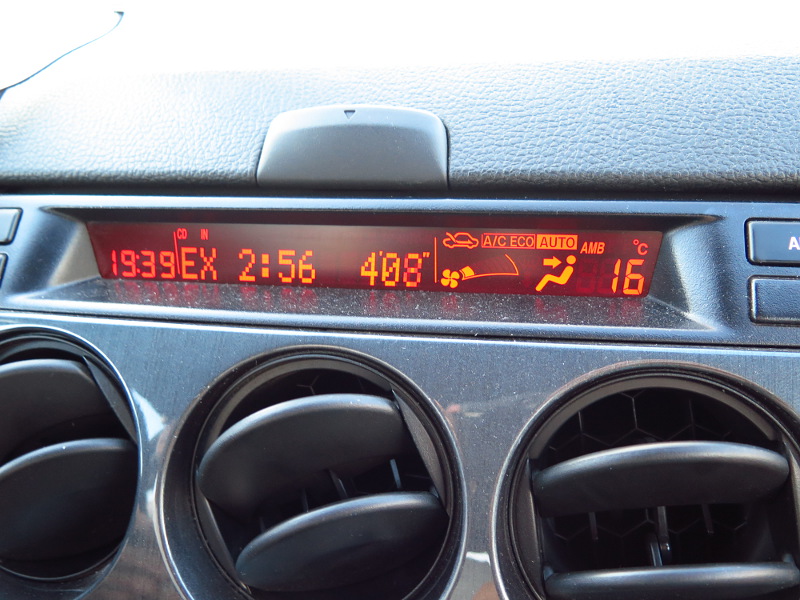 CD IN A/C ECO AUTO AMB °C
19:39 EX 2:56 4'08" 16
A